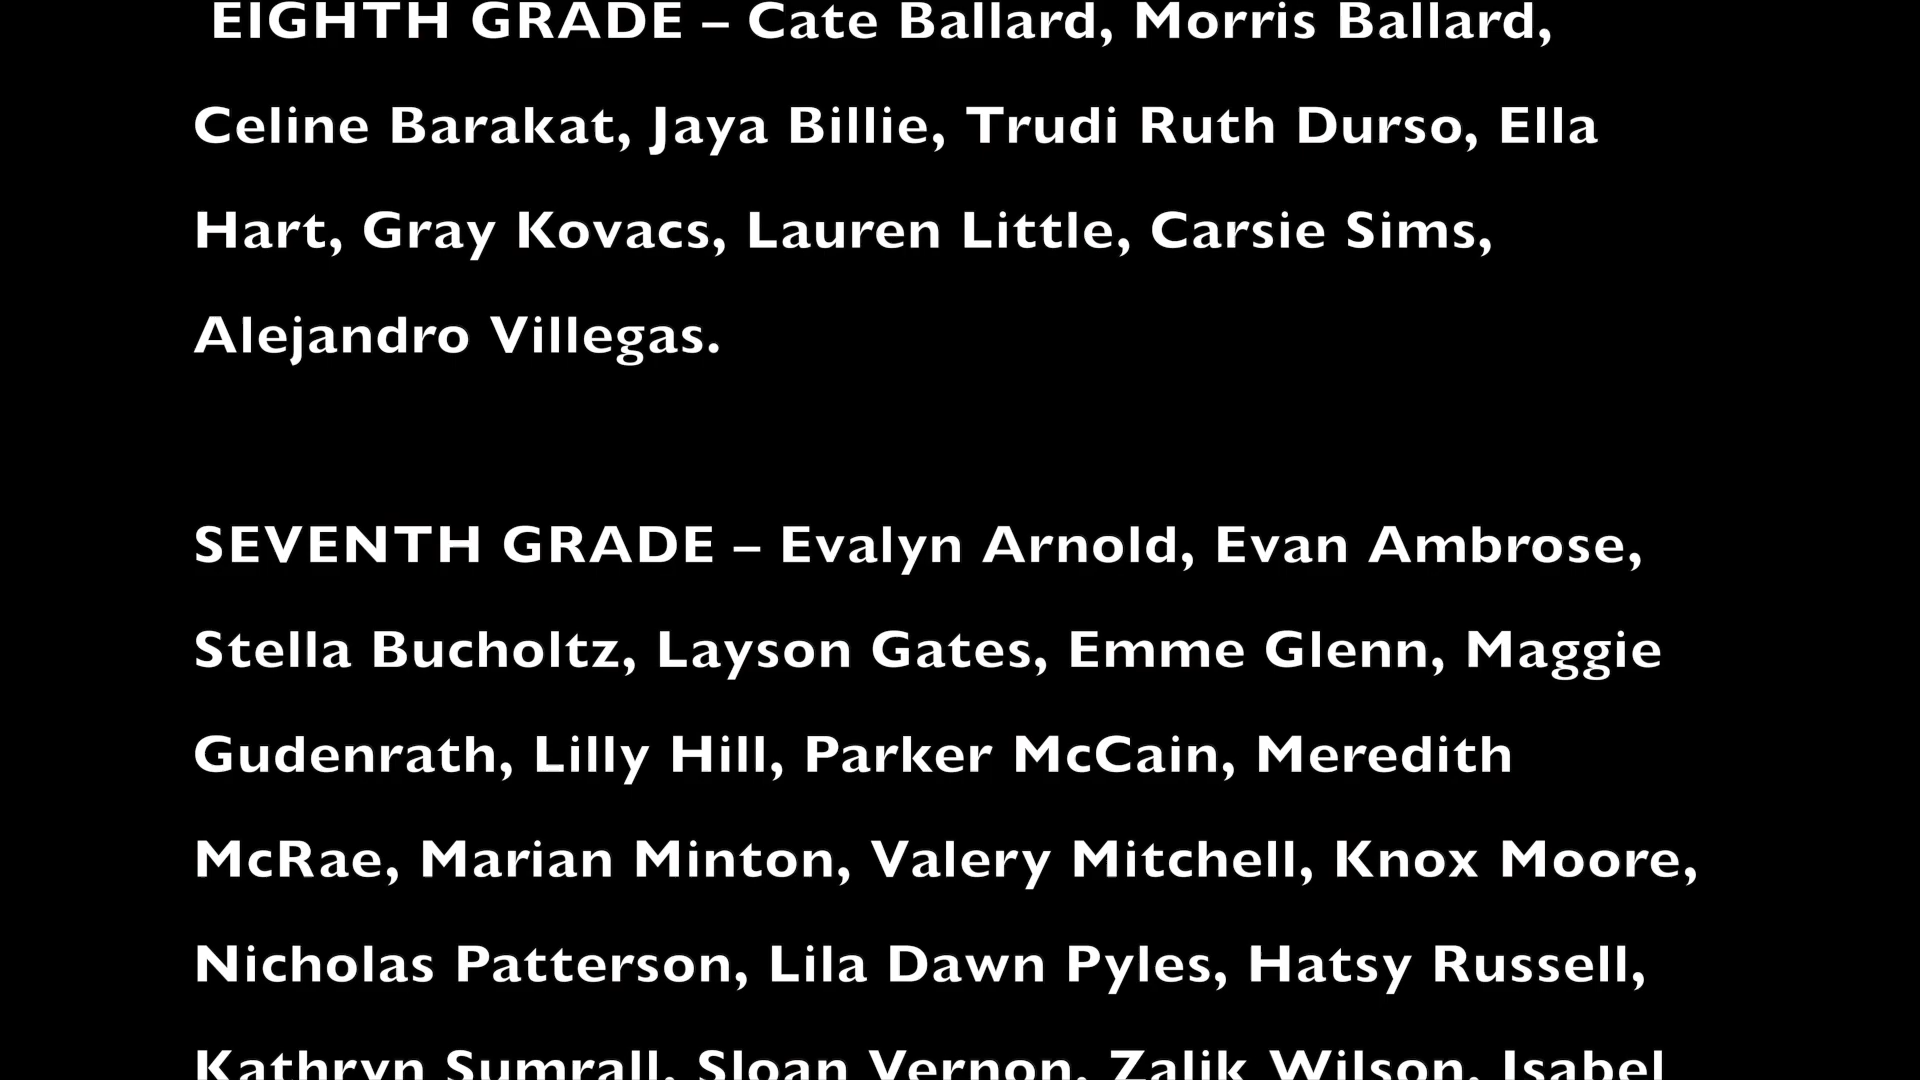 EIGHTH GRADE – Cate Ballard, Morris Ballard,
Celine Barakat, Jaya Billie, Trudi Ruth Durso, Ella
Hart, Gray Kovacs, Lauren Little, Carsie Sims,
Alejandro Villegas.
SEVENTH GRADE – Evalyn Arnold, Evan Ambrose,
Stella Bucholtz, Layson Gates, Emme Glenn, Maggie
Gudenrath, Lilly Hill, Parker McCain, Meredith
McRae, Marian Minton, Valery Mitchell, Knox Moore,
Nicholas Patterson, Lila Dawn Pyles, Hatsy Russell,
Kathryn Sumrall, Sloan Vernon, Zalik Wilson, Isabel